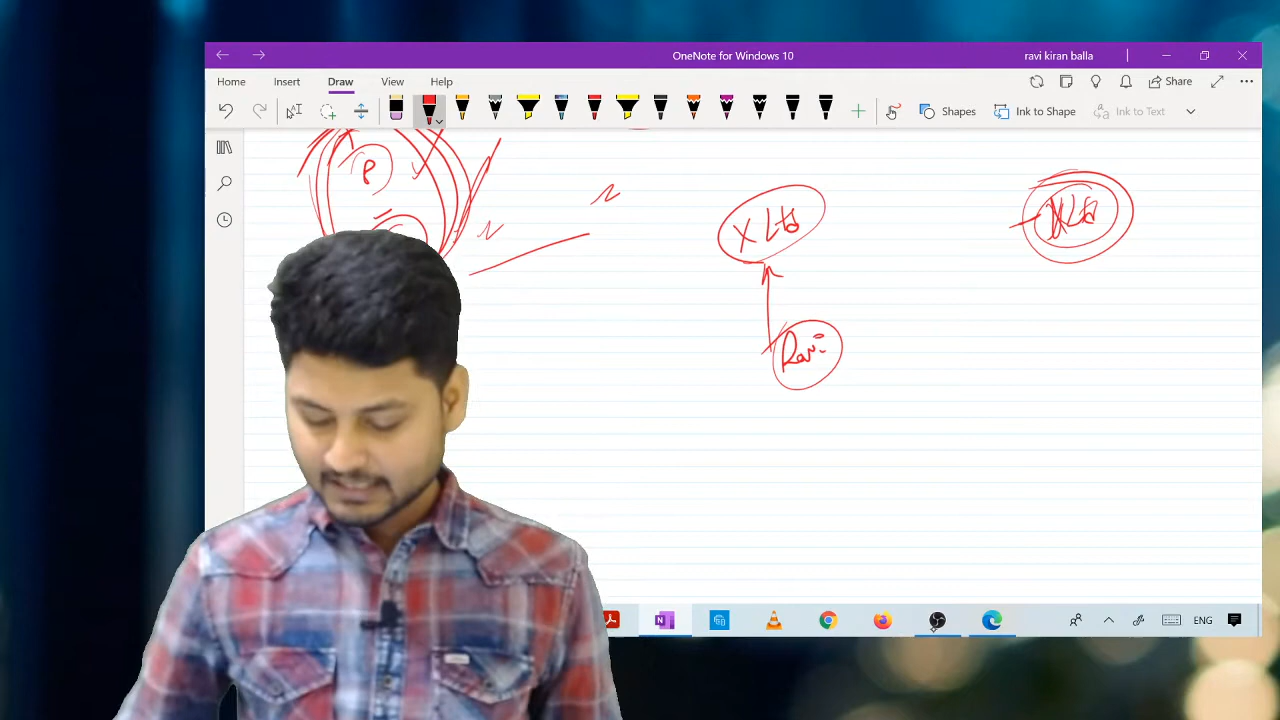 OneNote for Windows 10
ravi kiran balla
Home Insert Draw View Help
Share
Shapes
Ink to Shape
Ink to Text
P
X Ltd
Ltd
Ravi
ENG